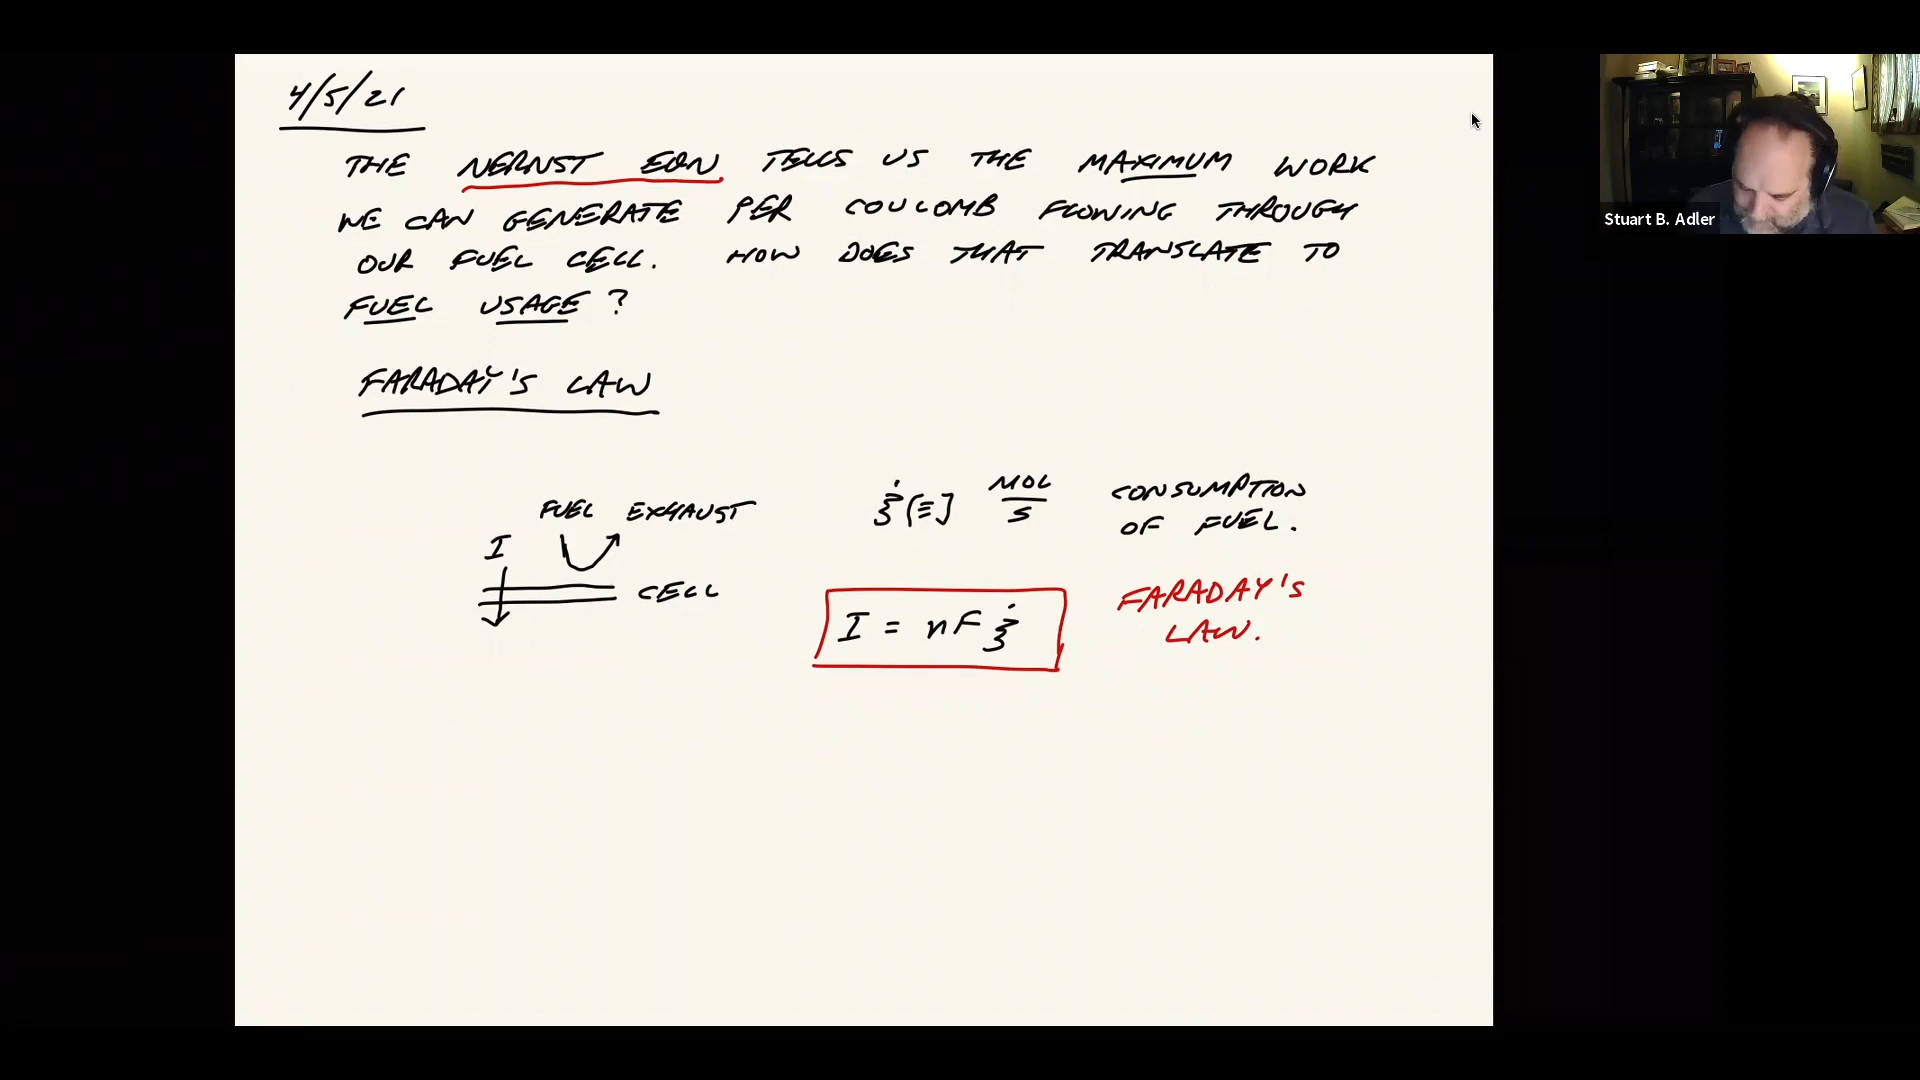 4/5/21
THE NERNST EQN TELLS US THE MAXIMUM WORK
WE CAN GENERATE PER COULOMB FLOWING THROUGH
OUR FUEL CELL. HOW DOES THAT TRANSLATE TO
FUEL USAGE?
FARADAY'S LAW
FUEL EXHAUST
I
CELL
ξ̇ [≡] MOL/S CONSUMPTION
OF FUEL.
I = nFξ̇
FARADAY'S
LAW.
Stuart B. Adler